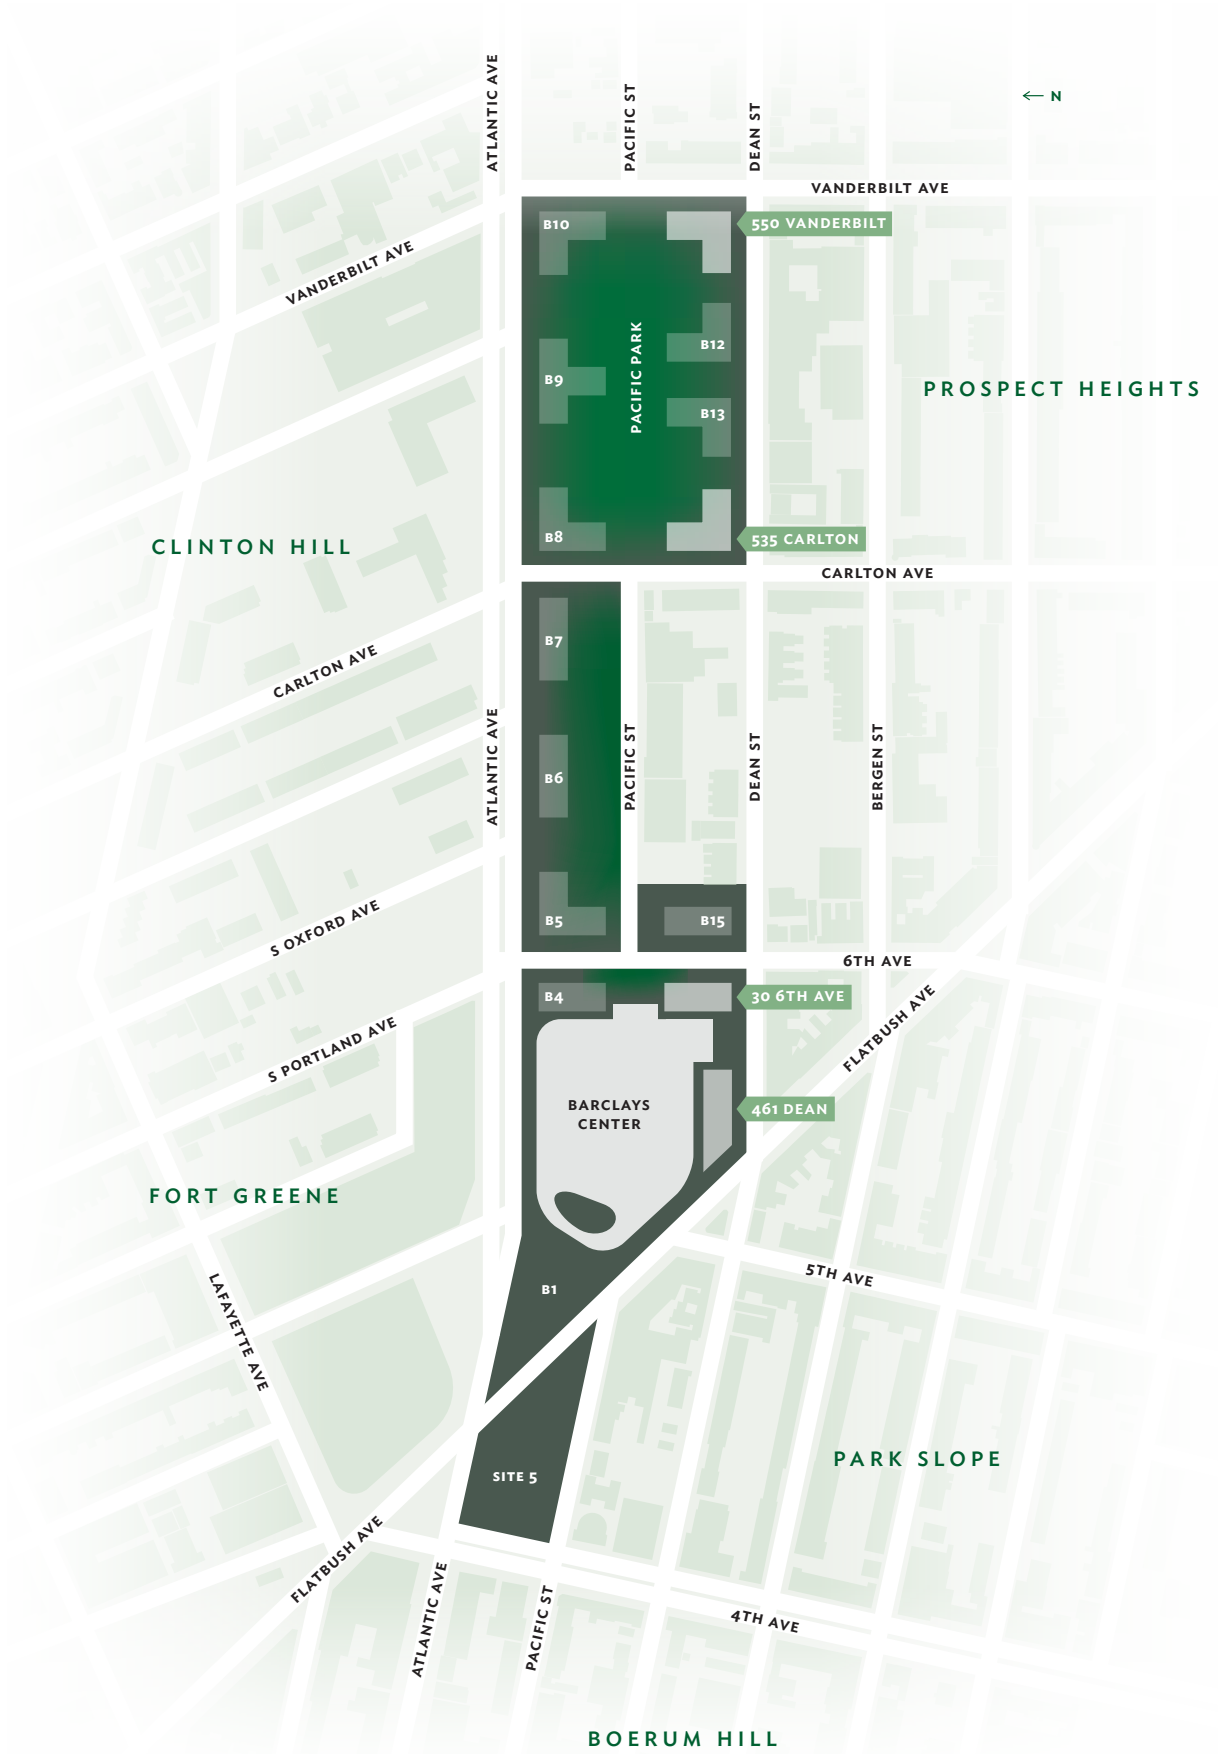 ATLANTIC AVE
PACIFIC ST
DEAN ST
N
VANDERBILT AVE
B10
550 VANDERBILT
VANDERBILT AVE
PACIFIC PARK
B12
B9
PROSPECT HEIGHTS
B13
B8
535 CARLTON
CLINTON HILL
CARLTON AVE
B7
CARLTON AVE
ATLANTIC AVE
PACIFIC ST
DEAN ST
BERGEN ST
B6
B5
B15
S OXFORD AVE
6TH AVE
B4
30 6TH AVE
FLATBUSH AVE
S PORTLAND AVE
BARCLAYS
CENTER
461 DEAN
FORT GREENE
5TH AVE
B1
LAFAYETTE AVE
PARK SLOPE
SITE 5
FLATBUSH AVE
ATLANTIC AVE
PACIFIC ST
4TH AVE
BOERUM HILL